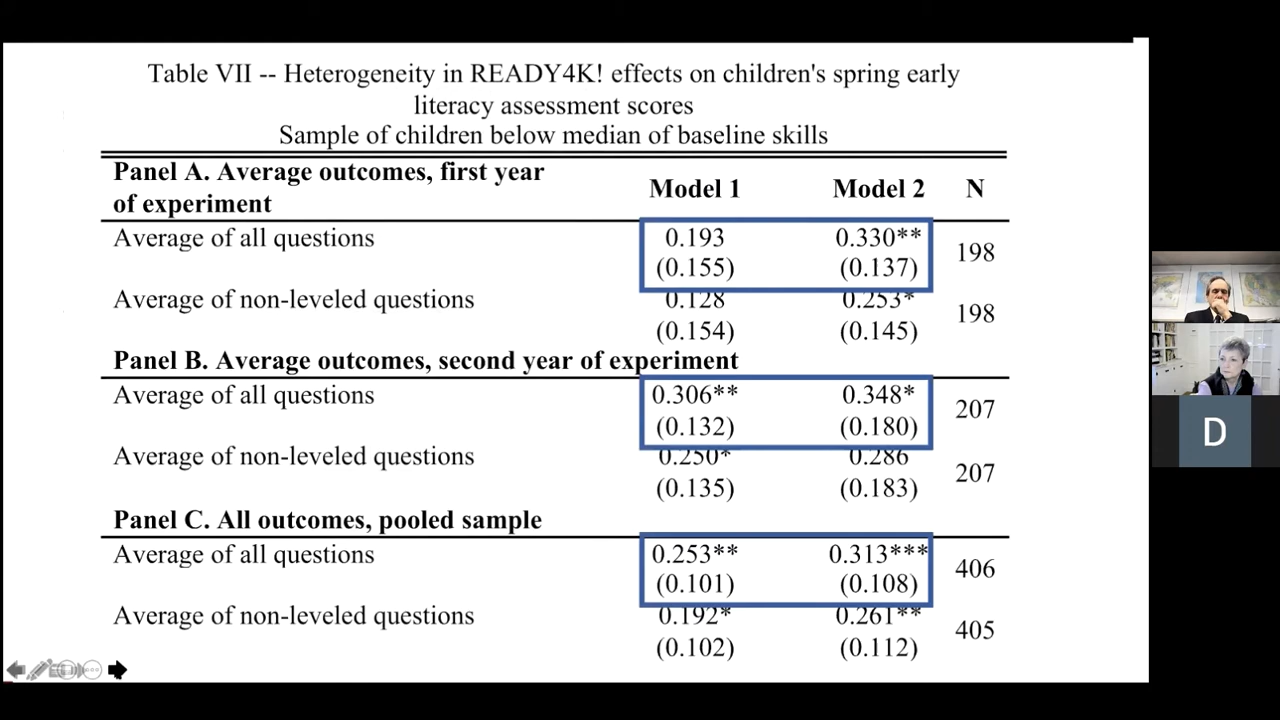 Table VII -- Heterogeneity in READY4K! effects on children's spring early
literacy assessment scores
Sample of children below median of baseline skills
Panel A. Average outcomes, first year
of experiment
Model 1 Model 2 N
Average of all questions 0.193 0.330** 198
(0.155) (0.137)
Average of non-leveled questions 0.128 0.253* 198
(0.154) (0.145)
Panel B. Average outcomes, second year of experiment
Average of all questions 0.306** 0.348* 207
(0.132) (0.180)
Average of non-leveled questions 0.250* 0.286 207
(0.135) (0.183)
Panel C. All outcomes, pooled sample
Average of all questions 0.253** 0.313*** 406
(0.101) (0.108)
Average of non-leveled questions 0.192* 0.261** 405
(0.102) (0.112)
D